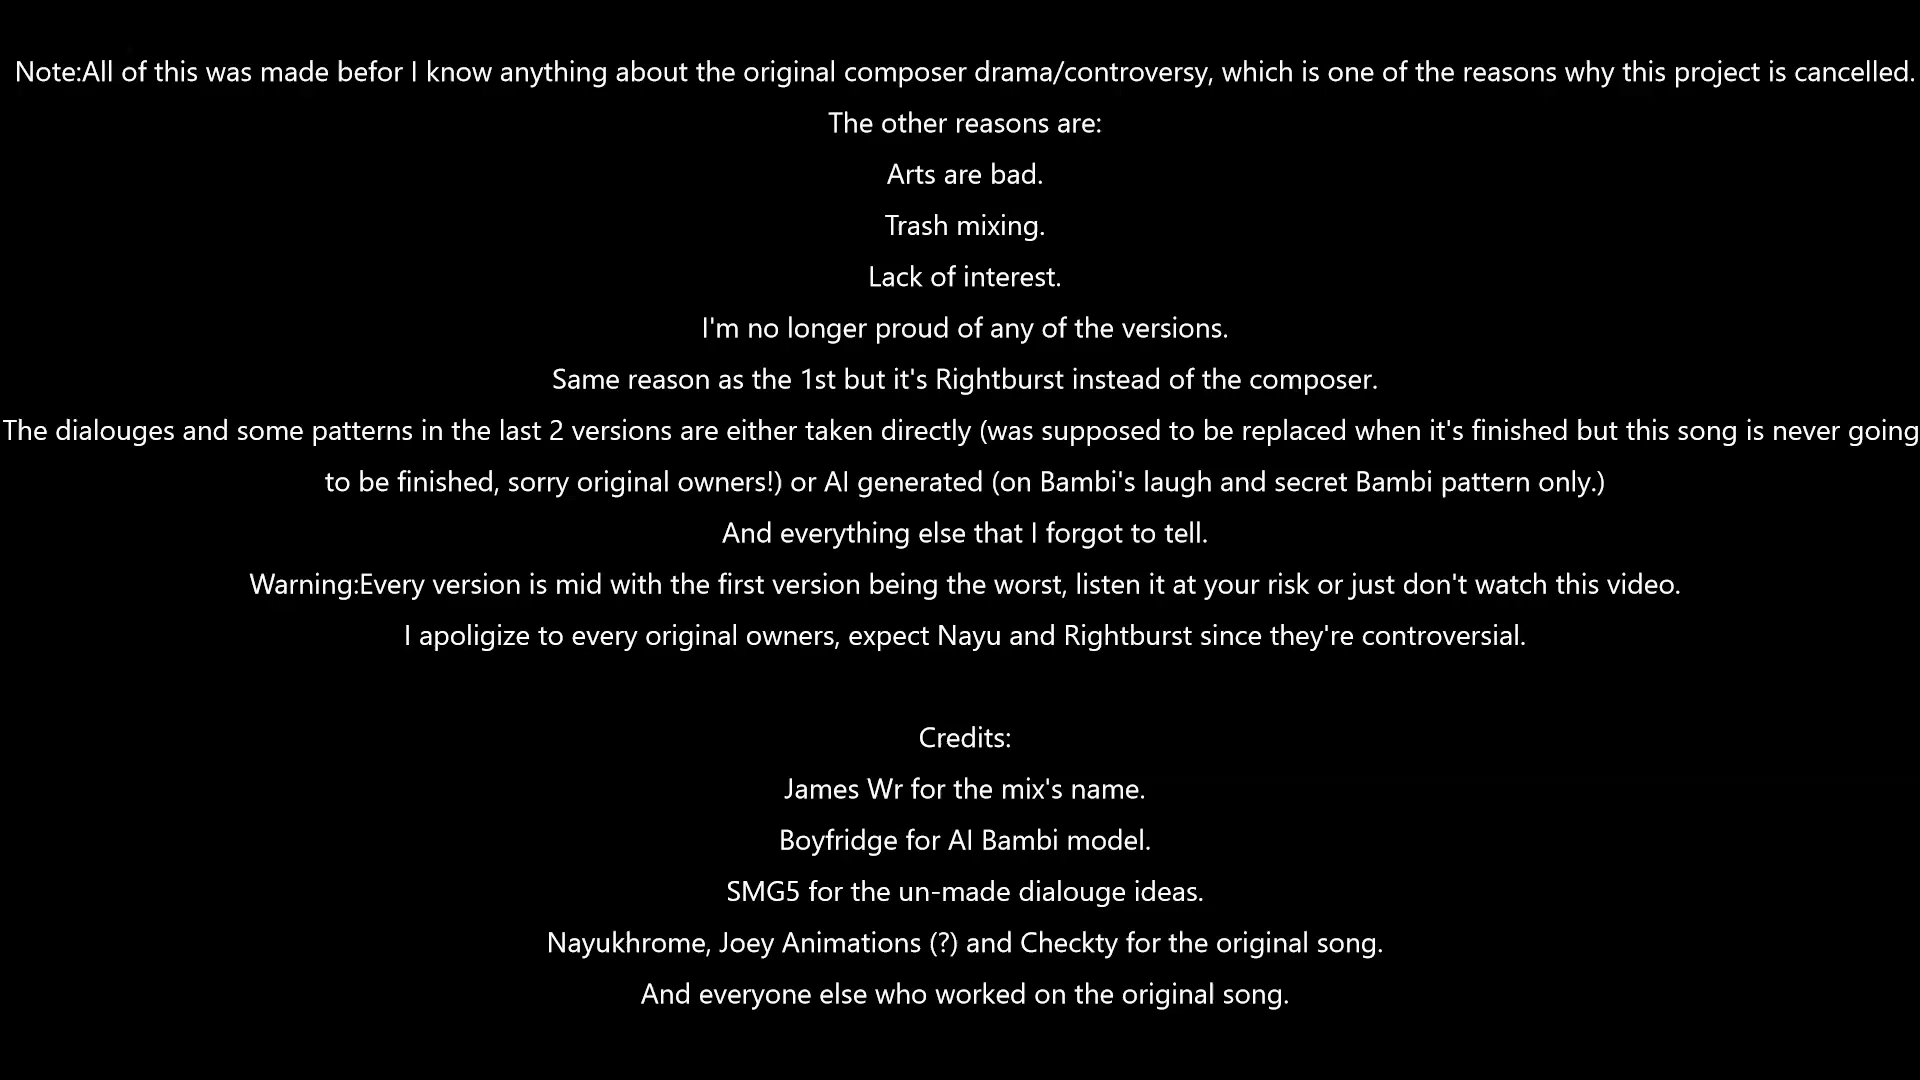 Note:All of this was made befor I know anything about the original composer drama/controversy, which is one of the reasons why this project is cancelled.
The other reasons are:
Arts are bad.
Trash mixing.
Lack of interest.
I'm no longer proud of any of the versions.
Same reason as the 1st but it's Rightburst instead of the composer.
The dialouges and some patterns in the last 2 versions are either taken directly (was supposed to be replaced when it's finished but this song is never going
to be finished, sorry original owners!) or AI generated (on Bambi's laugh and secret Bambi pattern only.)
And everything else that I forgot to tell.
Warning:Every version is mid with the first version being the worst, listen it at your risk or just don't watch this video.
I apoligize to every original owners, expect Nayu and Rightburst since they're controversial.
Credits:
James Wr for the mix's name.
Boyfridge for AI Bambi model.
SMG5 for the un-made dialouge ideas.
Nayukhrome, Joey Animations (?) and Checkty for the original song.
And everyone else who worked on the original song.